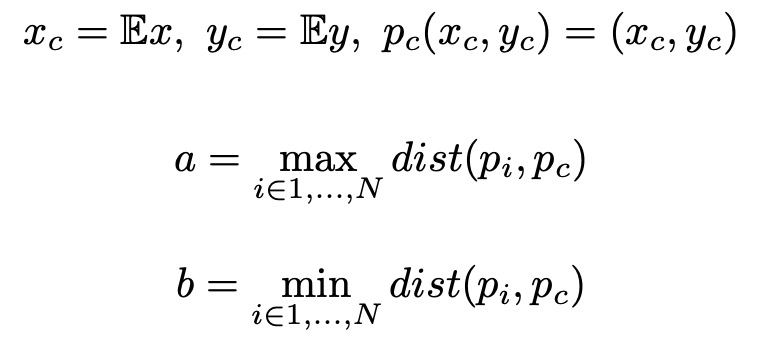 x_c = 𝔼x, y_c = 𝔼y, p_c(x_c, y_c) = (x_c, y_c)
a = max_{i∈1,...,N} dist(p_i, p_c)
b = min_{i∈1,...,N} dist(p_i, p_c)